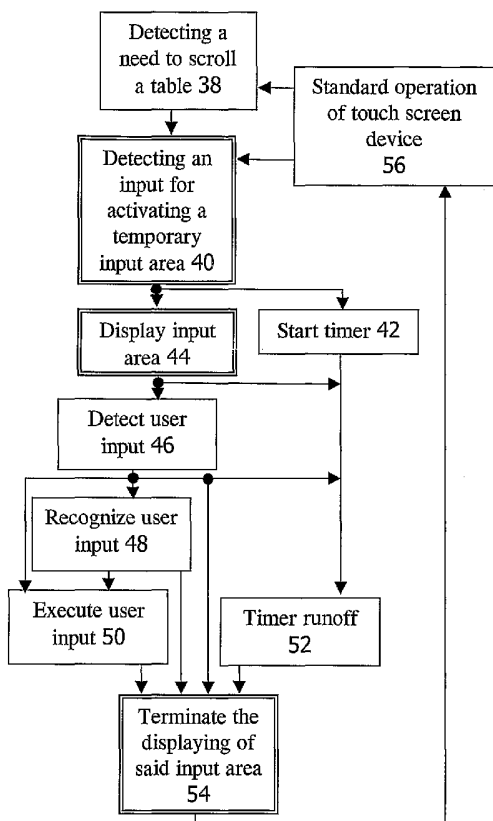 Detecting a
need to scroll
a table 38
Standard operation
of touch screen
device
56
Detecting an
input for
activating a
temporary
input area 40
Display input
area 44
Start timer 42
Detect user
input 46
Recognize user
input 48
Execute user
input 50
Timer runoff
52
Terminate the
displaying of
said input area
54